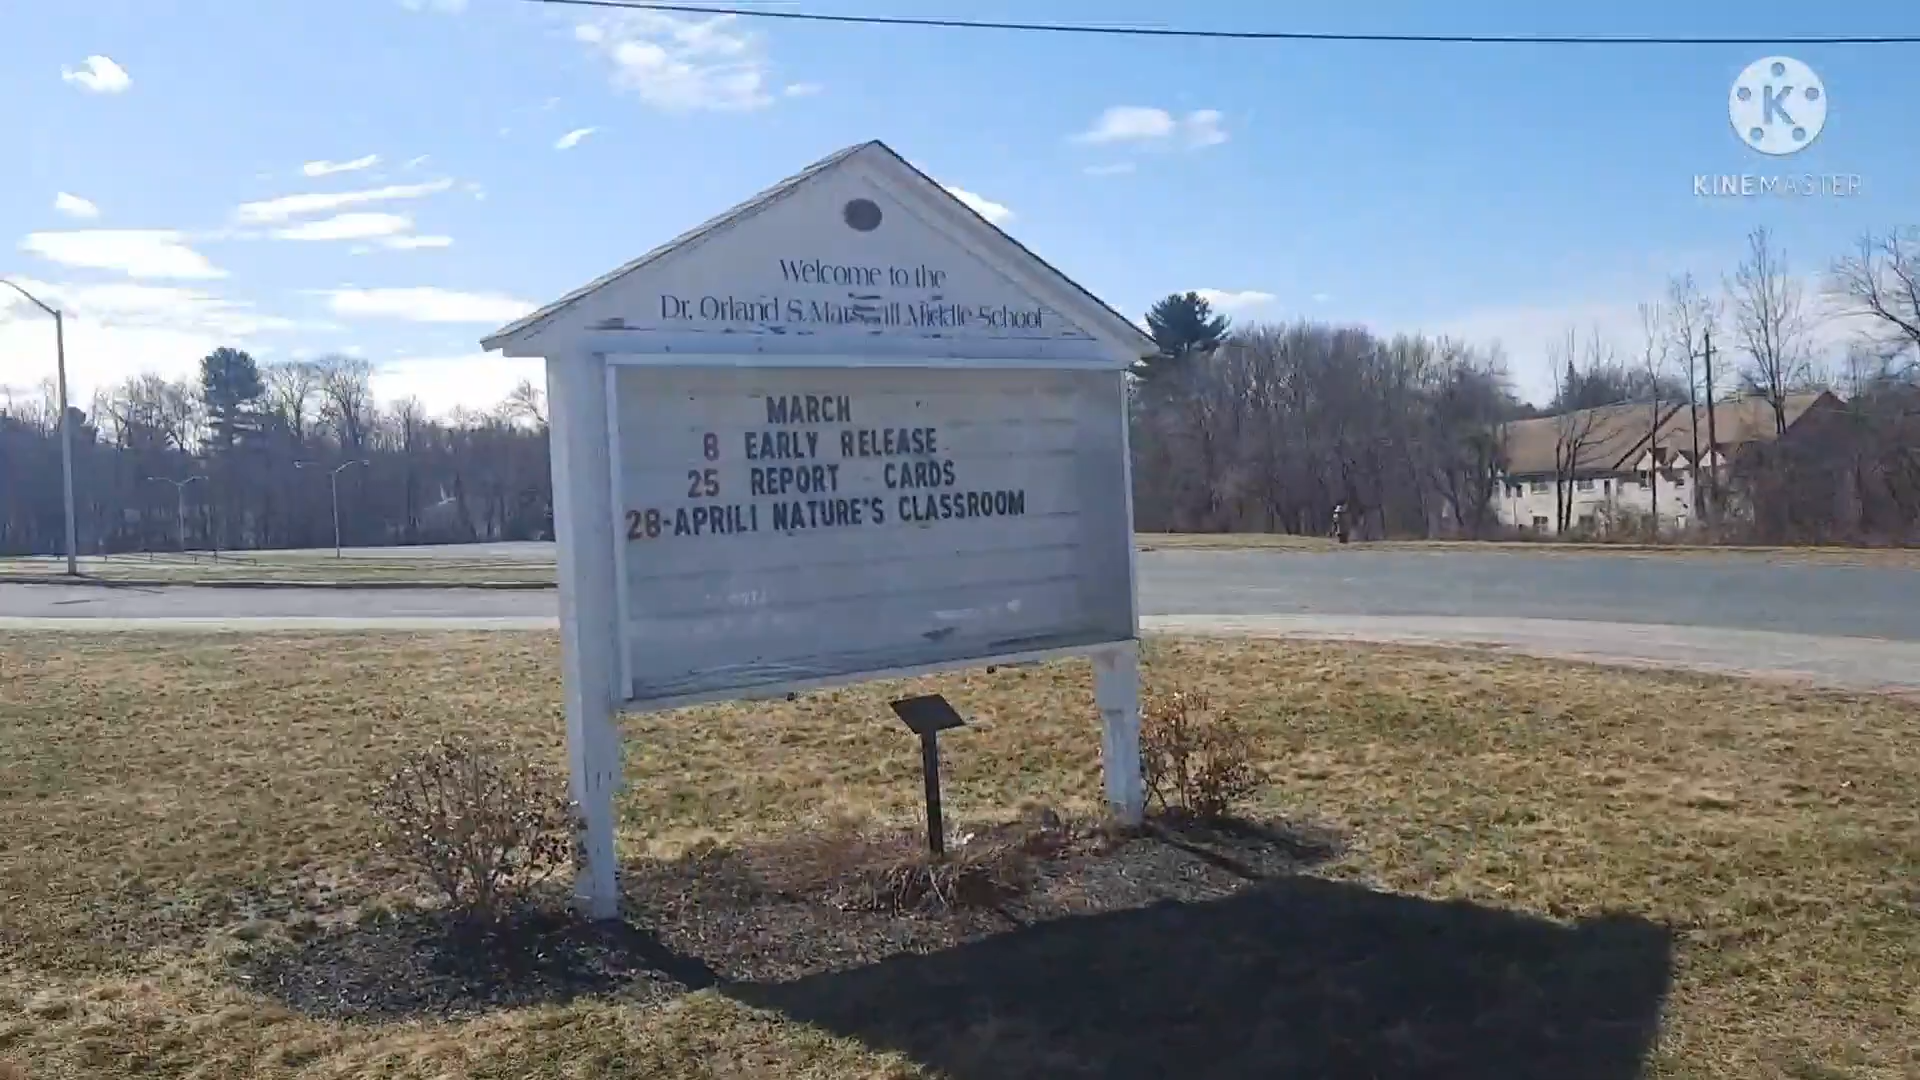 Welcome to the
Dr. Orland S. Marshall Middle School
MARCH
8 EARLY RELEASE
25 REPORT CARDS
28-APRIL1 NATURE'S CLASSROOM
K
KINEMASTER